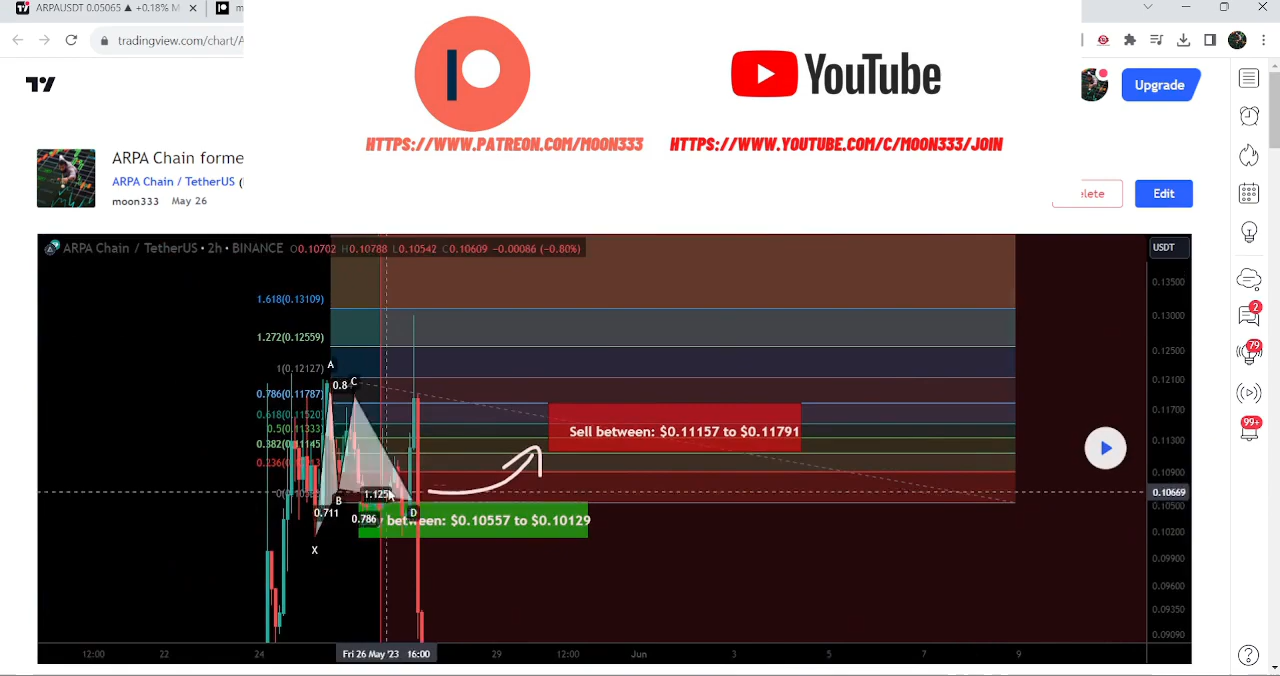 ARPAUSDT 0.05065 ▲ +0.18% M
tradingview.com/chart/A
YouTube
HTTPS://WWW.PATREON.COM/MOON333
HTTPS://WWW.YOUTUBE.COM/C/MOON333/JOIN
Upgrade
ARPA Chain forme
ARPA Chain / TetherUS
moon333 May 26
lete
Edit
ARPA Chain / TetherUS • 2h • BINANCE O0.10702 H0.10788 L0.10542 C0.10609 -0.00086 (-0.80%)
USDT
0.13500
1.618(0.13109)
0.13000
1.272(0.12559)
0.12500
A
1(0.12127)
0.12100
0.8
C
0.786(0.11787)
0.11700
0.618(0.11520)
0.5(0.11333)
Sell between: $0.11157 to $0.11791
0.382(0.11145)
0.11300
0.10900
1.125
0.10669
B
D
0.10500
0.711
0.786
between: $0.10557 to $0.10129
0.10200
X
0.09900
0.09600
0.09350
0.09090
12:00
22
24
Fri 26 May '23 16:00
29
12:00
Jun
3
5
7
9
2
79
99+